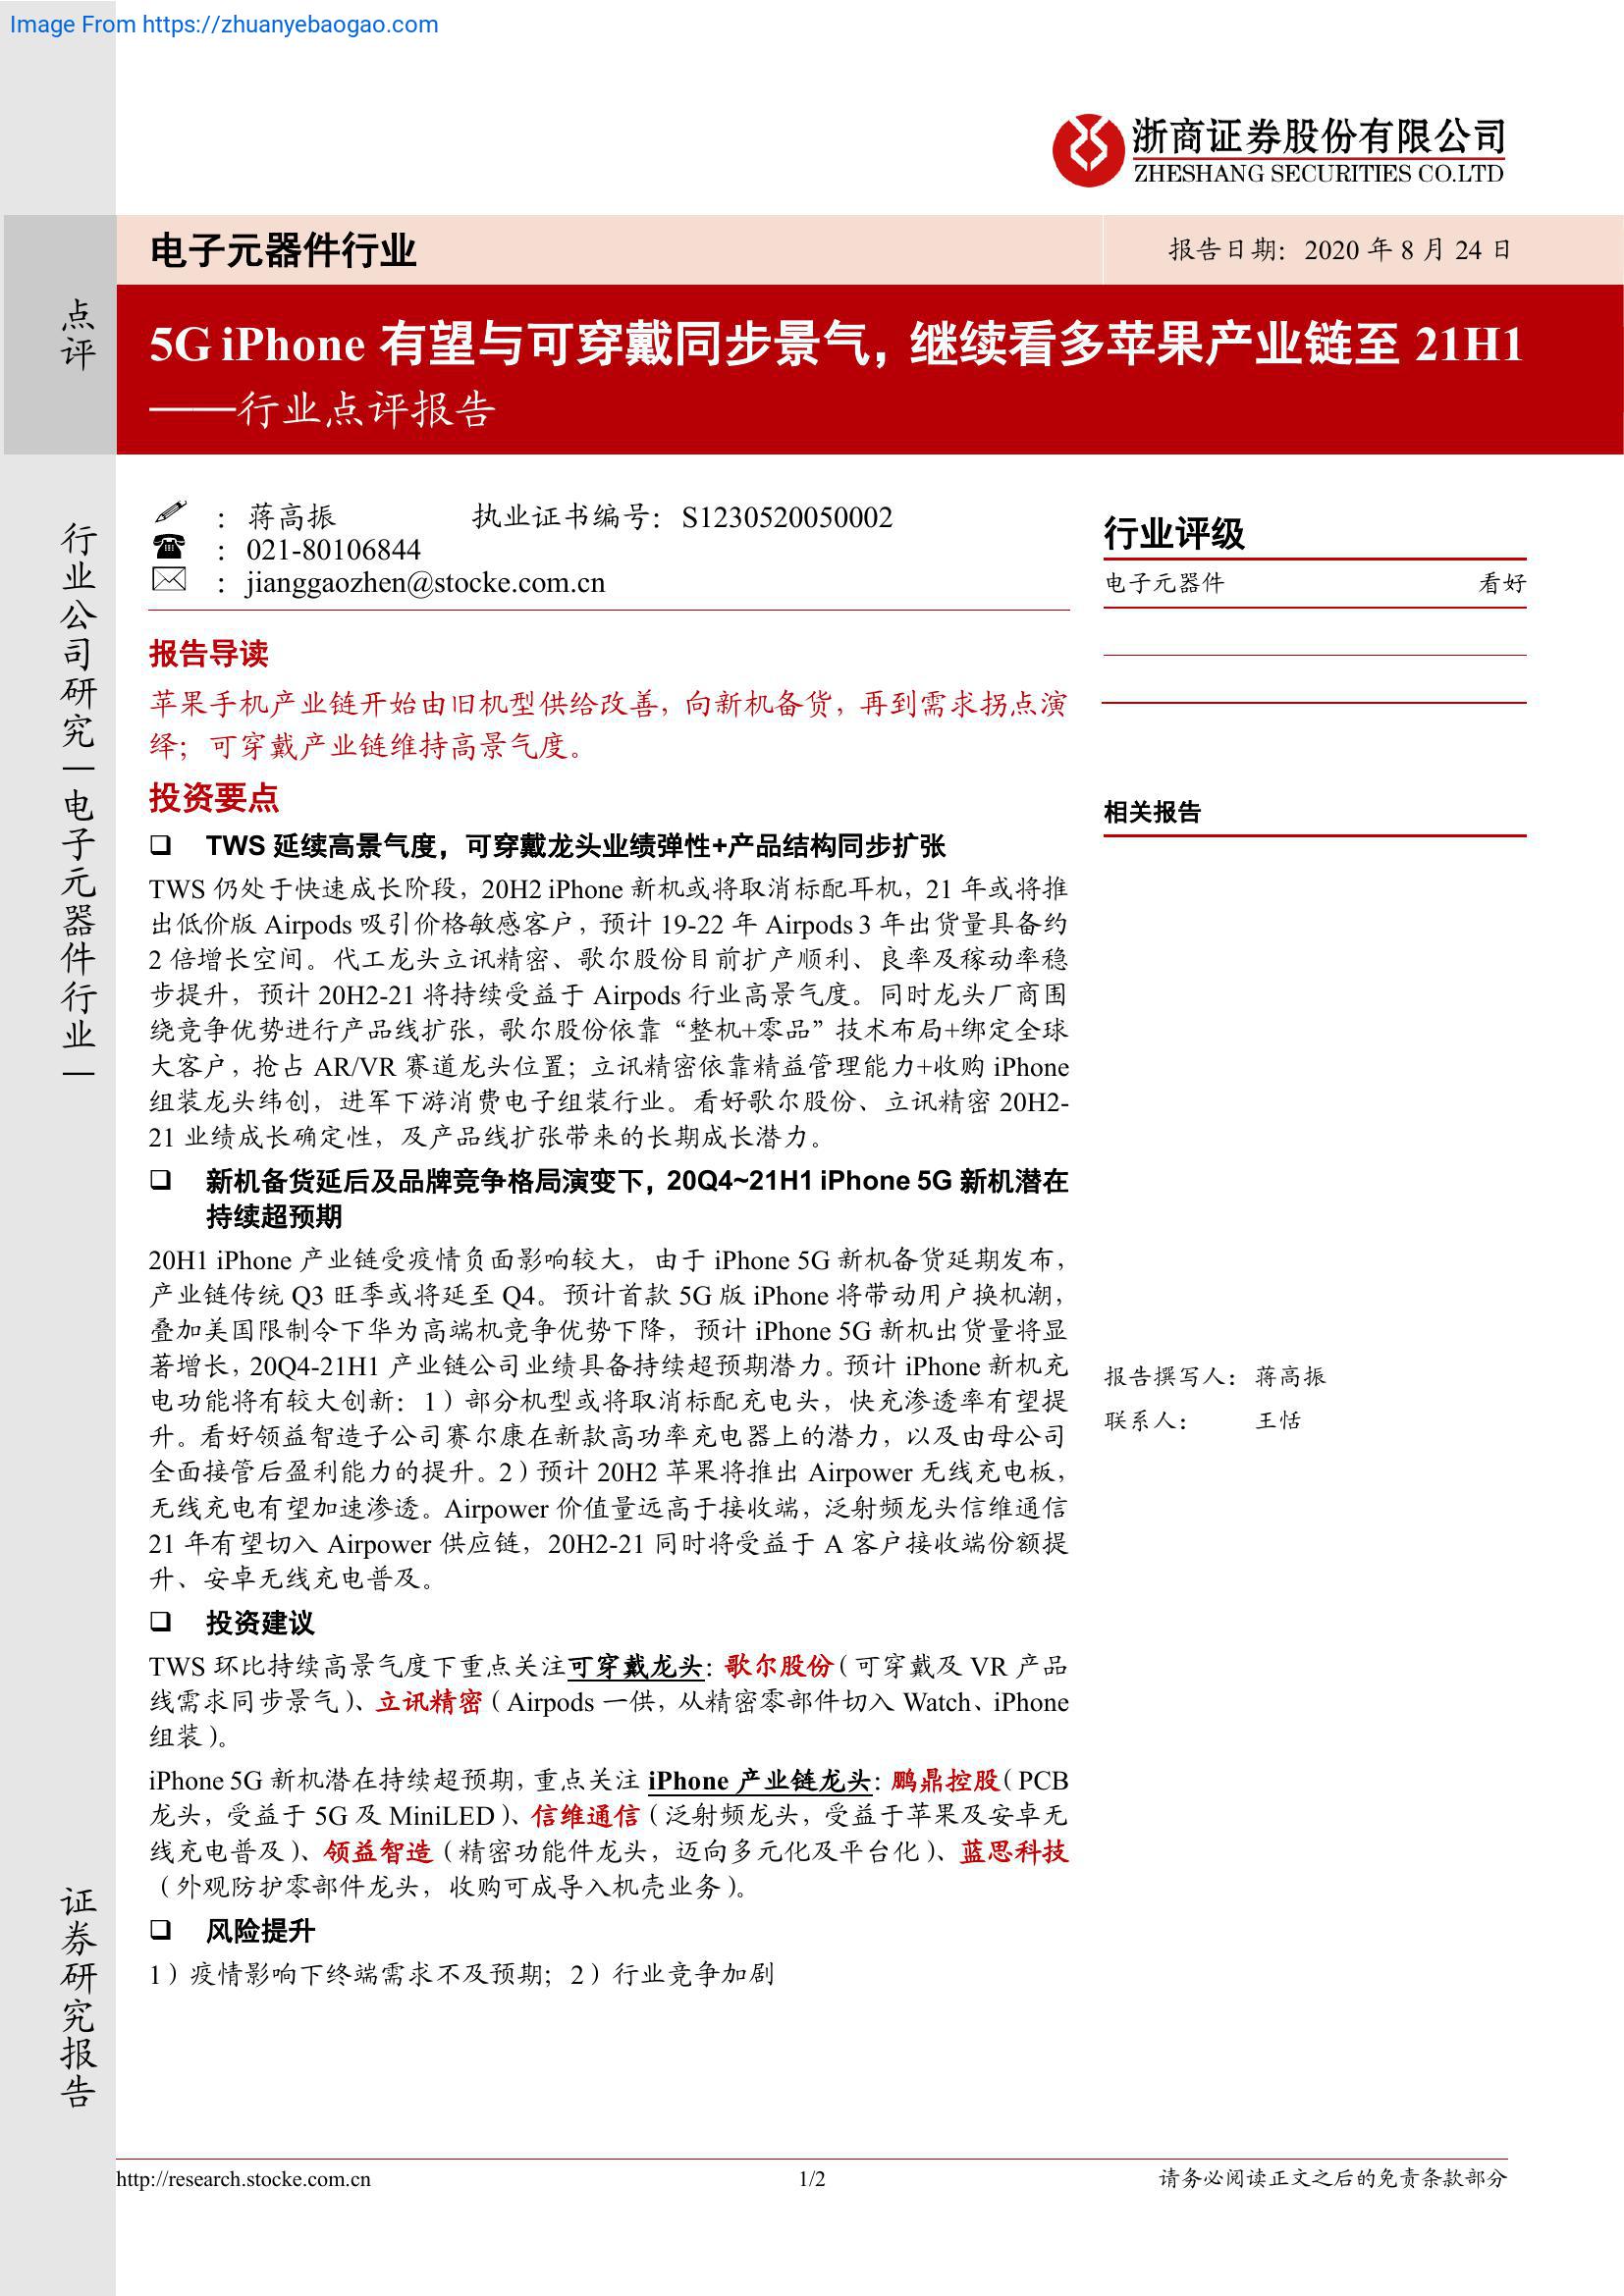 Image From https://zhuanyebaogao.com
浙商证券股份有限公司
ZHESHANG SECURITIES CO.LTD
电子元器件行业
报告日期：2020 年 8 月 24 日
点评
5G iPhone 有望与可穿戴同步景气，继续看多苹果产业链至 21H1
——行业点评报告
行业公司研究｜电子元器件行业｜
：蒋高振 执业证书编号：S1230520050002
：021-80106844
：jianggaozhen@stocke.com.cn
行业评级
电子元器件 看好
报告导读
苹果手机产业链开始由旧机型供给改善，向新机备货，再到需求拐点演
绎；可穿戴产业链维持高景气度。
投资要点
❑ TWS 延续高景气度，可穿戴龙头业绩弹性+产品结构同步扩张
TWS 仍处于快速成长阶段，20H2 iPhone 新机或将取消标配耳机，21 年或将推
出低价版 Airpods 吸引价格敏感客户，预计 19-22 年 Airpods 3 年出货量具备约
2 倍增长空间。代工龙头立讯精密、歌尔股份目前扩产顺利、良率及稼动率稳
步提升，预计 20H2-21 将持续受益于 Airpods 行业高景气度。同时龙头厂商围
绕竞争优势进行产品线扩张，歌尔股份依靠“整机+零品”技术布局+绑定全球
大客户，抢占 AR/VR 赛道龙头位置；立讯精密依靠精益管理能力+收购 iPhone
组装龙头纬创，进军下游消费电子组装行业。看好歌尔股份、立讯精密 20H2-
21 业绩成长确定性，及产品线扩张带来的长期成长潜力。
❑ 新机备货延后及品牌竞争格局演变下，20Q4~21H1 iPhone 5G 新机潜在
持续超预期
20H1 iPhone 产业链受疫情负面影响较大，由于 iPhone 5G 新机备货延期发布，
产业链传统 Q3 旺季或将延至 Q4。预计首款 5G 版 iPhone 将带动用户换机潮，
叠加美国限制令下华为高端机竞争优势下降，预计 iPhone 5G 新机出货量将显
著增长，20Q4-21H1 产业链公司业绩具备持续超预期潜力。预计 iPhone 新机充
电功能将有较大创新：1）部分机型或将取消标配充电头，快充渗透率有望提
升。看好领益智造子公司赛尔康在新款高功率充电器上的潜力，以及由母公司
全面接管后盈利能力的提升。2）预计 20H2 苹果将推出 Airpower 无线充电板，
无线充电有望加速渗透。Airpower 价值量远高于接收端，泛射频龙头信维通信
21 年有望切入 Airpower 供应链，20H2-21 同时将受益于 A 客户接收端份额提
升、安卓无线充电普及。
❑ 投资建议
TWS 环比持续高景气度下重点关注可穿戴龙头：歌尔股份（可穿戴及 VR 产品
线需求同步景气）、立讯精密（Airpods 一供，从精密零部件切入 Watch、iPhone
组装）。
iPhone 5G 新机潜在持续超预期，重点关注 iPhone 产业链龙头：鹏鼎控股（PCB
龙头，受益于 5G 及 MiniLED）、信维通信（泛射频龙头，受益于苹果及安卓无
线充电普及）、领益智造（精密功能件龙头，迈向多元化及平台化）、蓝思科技
（外观防护零部件龙头，收购可成导入机壳业务）。
❑ 风险提升
1）疫情影响下终端需求不及预期；2）行业竞争加剧
相关报告
报告撰写人：蒋高振
联系人：王恬
证券研究报告
http://research.stocke.com.cn
1/2
请务必阅读正文之后的免责条款部分